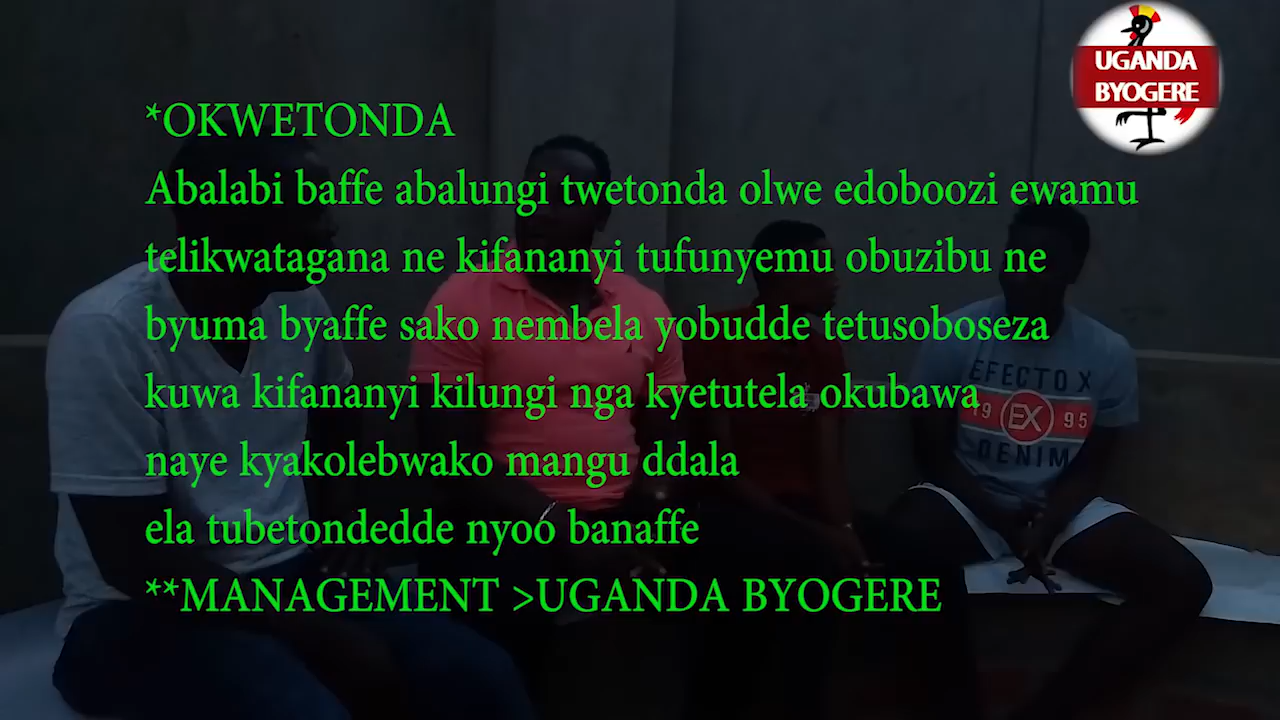 UGANDA
BYOGERE
*OKWETONDA
Abalabi baffe abalungi twetonda olwe edoboozi ewamu
telikwatagana ne kifananyi tufunyemu obuzibu ne
byuma byaffe sako nembela yobudde tetusoboseza
kuwa kifananyi kilungi nga kyetutela okubawa
naye kyakolebwako mangu ddala
ela tubetondedde nyoo banaffe
**MANAGEMENT >UGANDA BYOGERE
EFECTO X
19 EX 95
DENIM